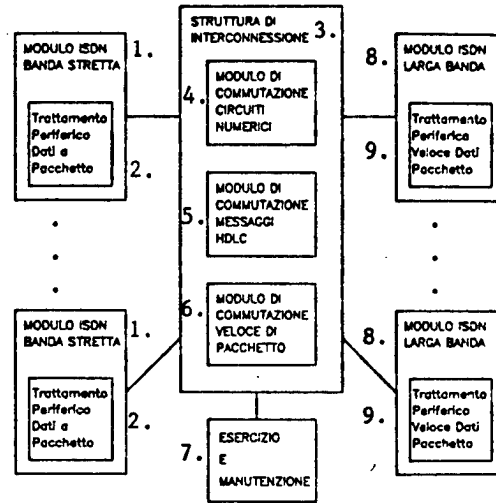 MODULO ISDN
BANDA STRETTA
1.
Trattamento
Periferico
Dati a
Pacchetto
2.
STRUTTURA DI
INTERCONNESSIONE
3.
4.
MODULO DI
COMMUTAZIONE
CIRCUITI
NUMERICI
5.
MODULO DI
COMMUTAZIONE
MESSAGGI
HDLC
6.
MODULO DI
COMMUTAZIONE
VELOCE DI
PACCHETTO
8.
MODULO ISDN
LARGA BANDA
9.
Trattamento
Periferico
Veloce Dati
Pacchetto
MODULO ISDN
BANDA STRETTA
1.
Trattamento
Periferico
Dati a
Pacchetto
2.
7.
ESERCIZIO
E
MANUTENZIONE
8.
MODULO ISDN
LARGA BANDA
9.
Trattamento
Periferico
Veloce Dati
Pacchetto